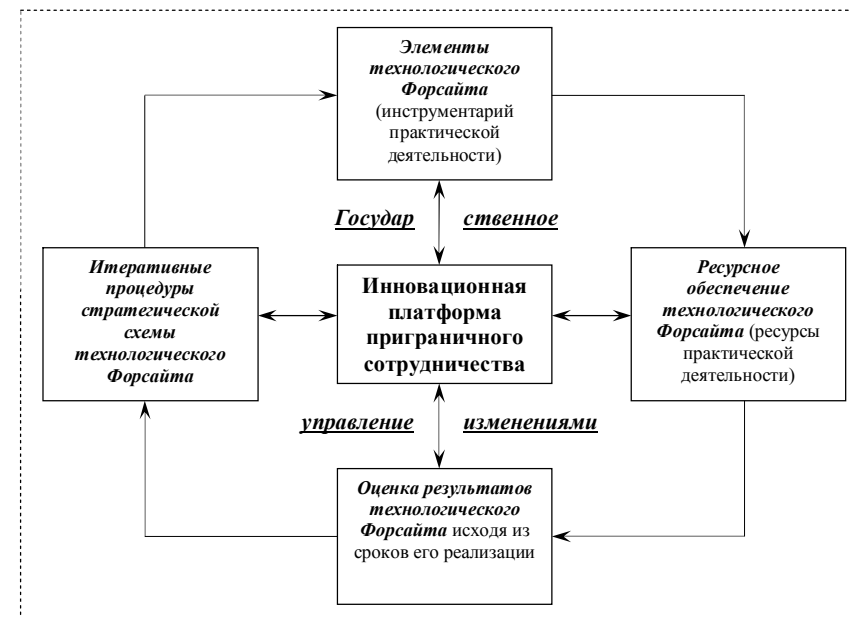 Элементы
технологического
Форсайта
(инструментарий
практической
деятельности)
Государ ственное
Итеративные
процедуры
стратегической
схемы
технологического
Форсайта
Инновационная
платформа
приграничного
сотрудничества
Ресурсное
обеспечение
технологического
Форсайта (ресурсы
практической
деятельности)
управление изменениями
Оценка результатов
технологического
Форсайта исходя из
сроков его реализации